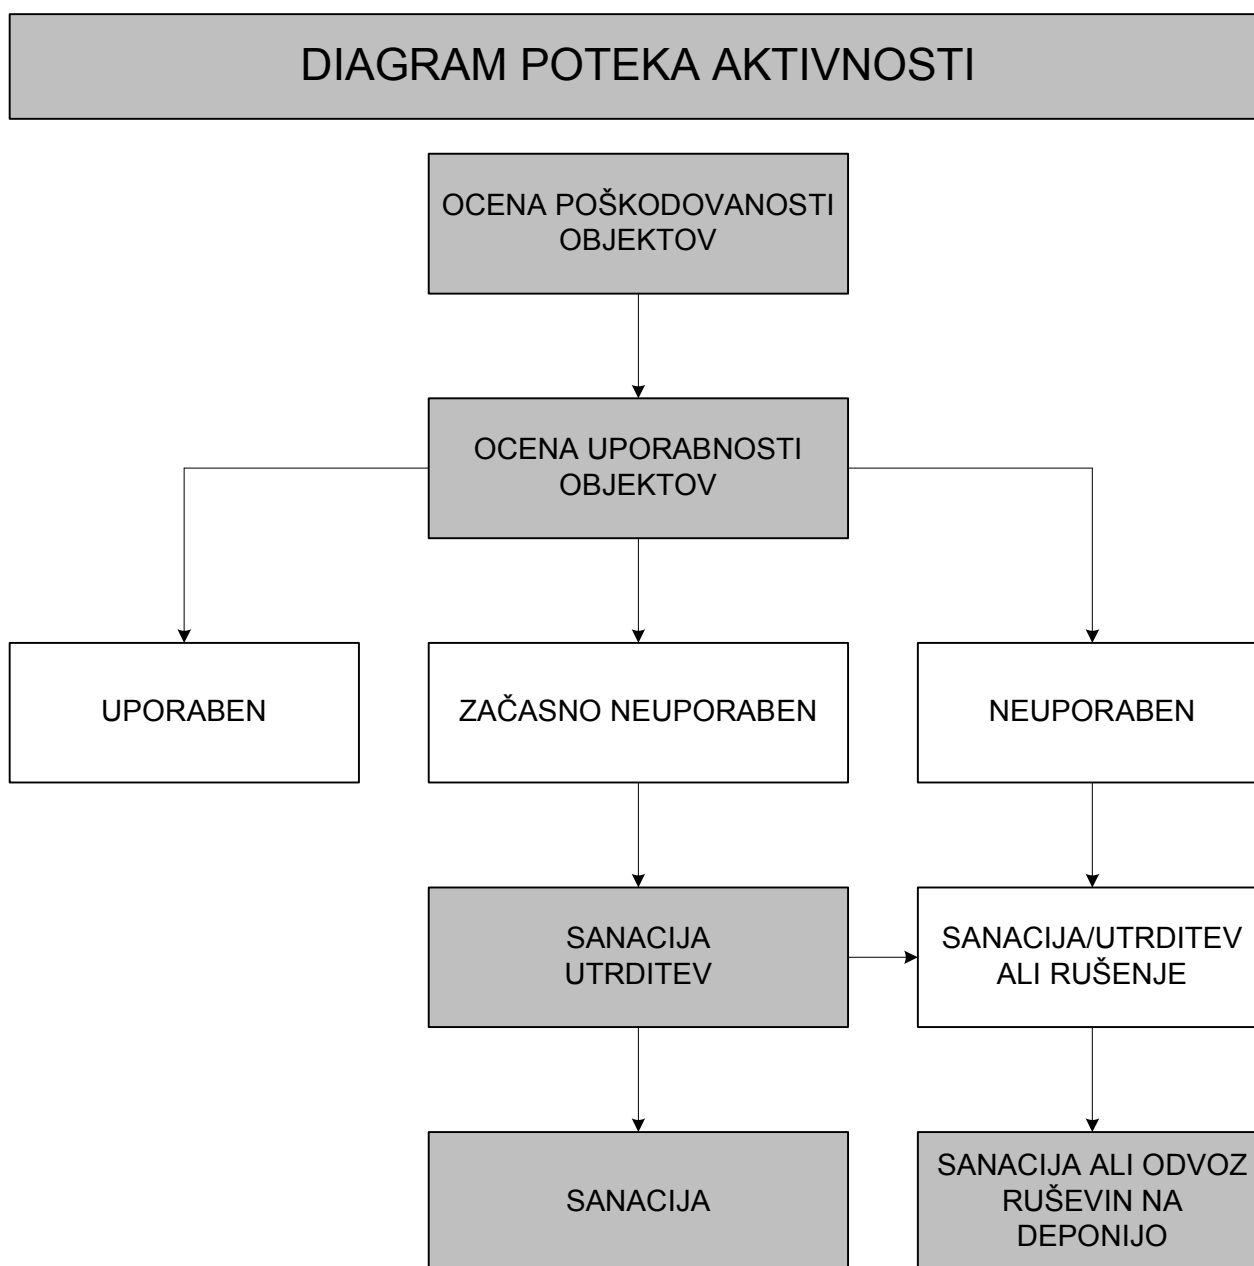 DIAGRAM POTEKA AKTIVNOSTI
OCENA POŠKODOVANOSTI
OBJEKTOV
OCENA UPORABNOSTI
OBJEKTOV
UPORABEN
ZAČASNO NEUPORABEN
NEUPORABEN
SANACIJA
UTRDITEV
SANACIJA/UTRDITEV
ALI RUŠENJE
SANACIJA
SANACIJA ALI ODVOZ
RUŠEVIN NA
DEPONIJO